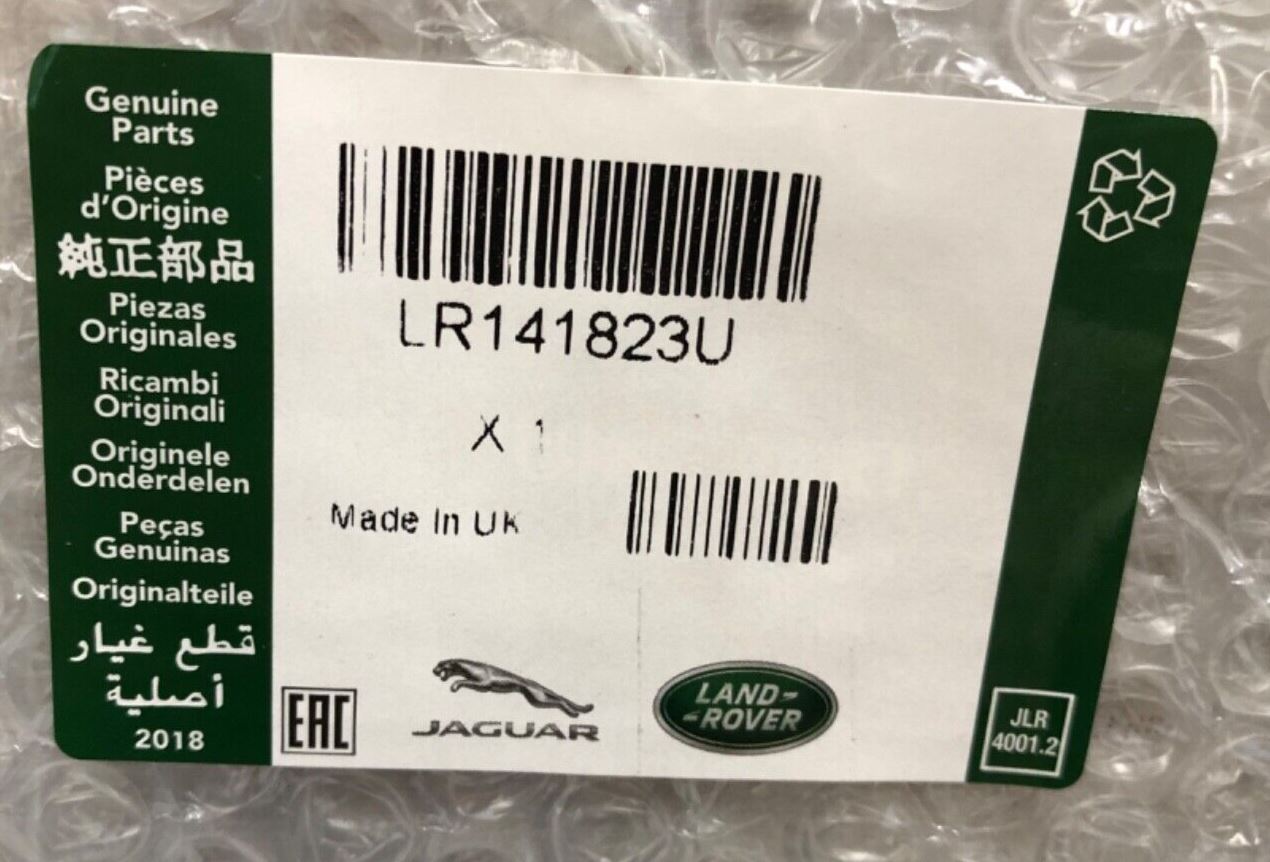 Genuine
Parts
Pièces
d'Origine
純正部品
Piezas
Originales
Ricambi
Originali
Originele
Onderdelen
Peças
Genuinas
Originalteile
قطع غيار
أصلية
2018
LR141823U
X 1
Made In UK
EAC
JAGUAR
LAND-
-ROVER
JLR
4001.2